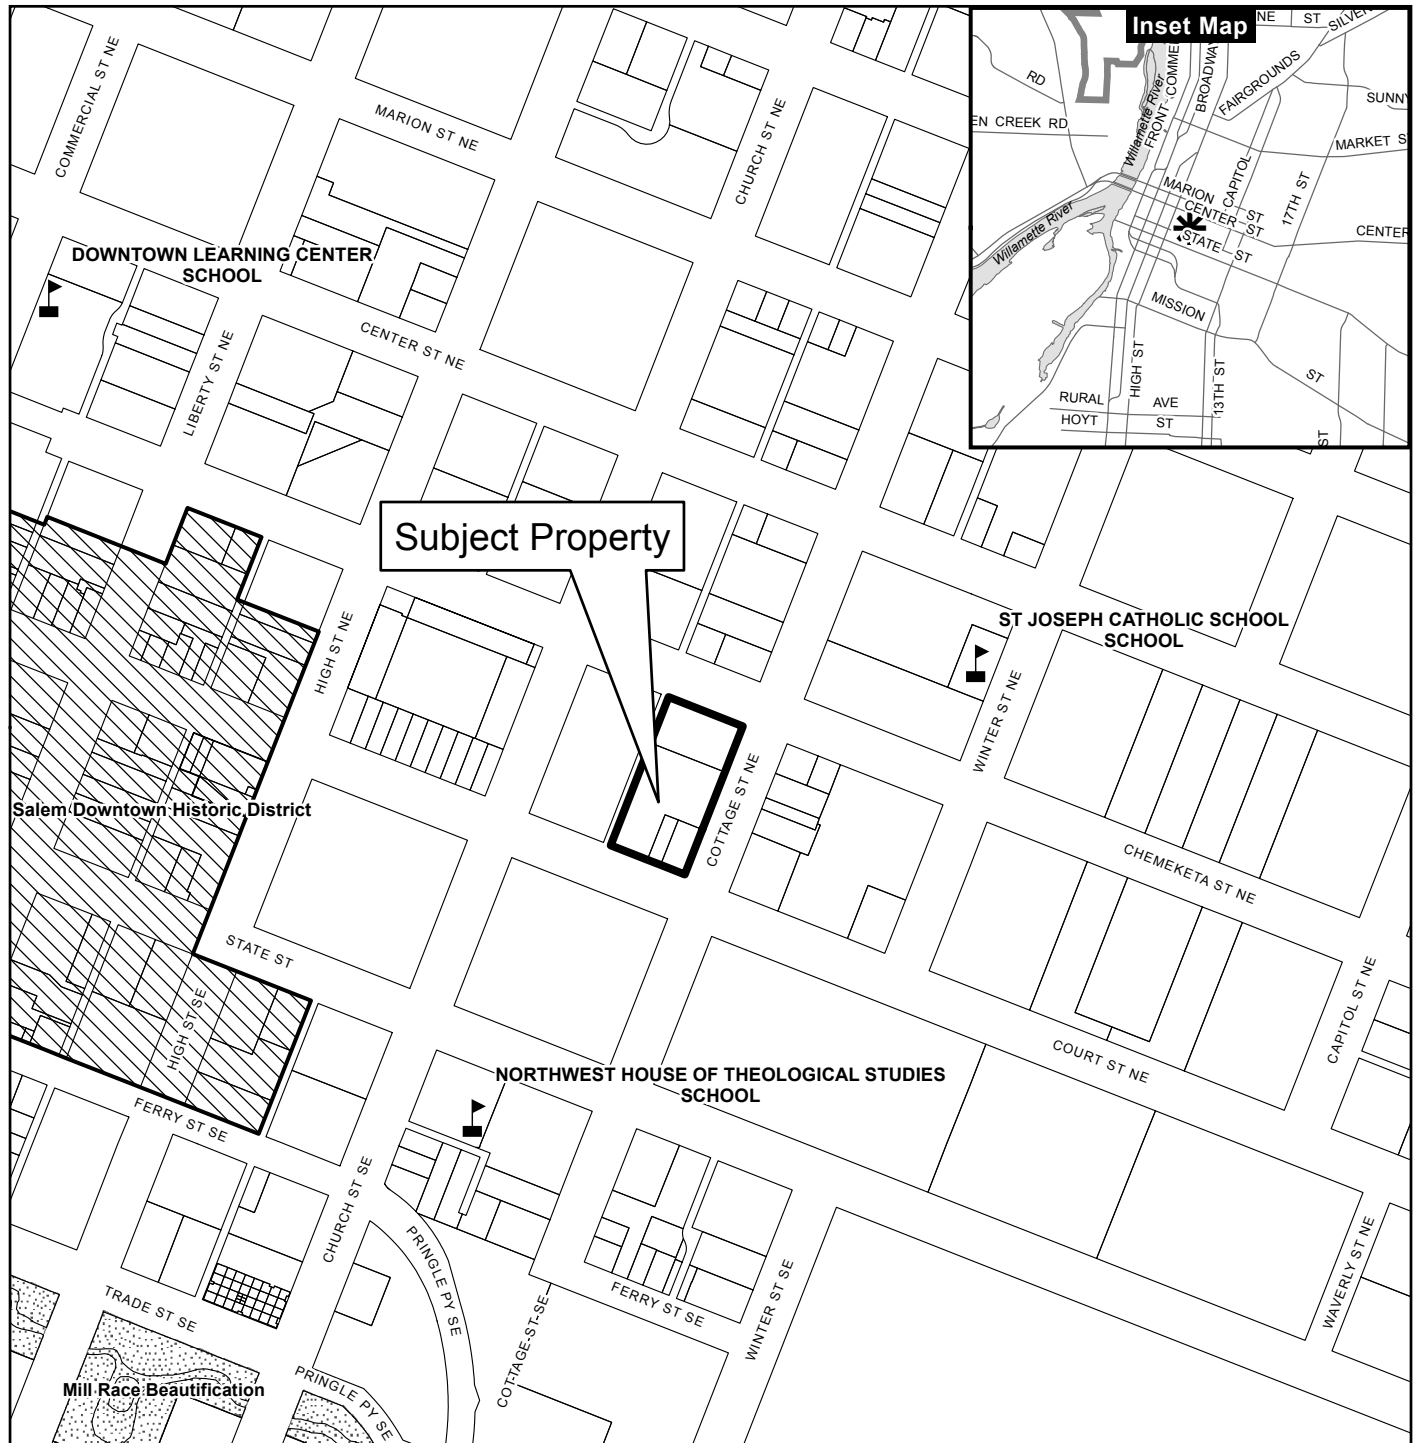 Inset Map
NE ST
SILVER
RD
FRONT
COMME
BROADWAY
FAIRGROUNDS
SUNNY
EN CREEK RD
Willamette River
MARKET S
CAPITOL
17TH ST
MARION ST
CENTER ST
CENTER
STATE ST
Willamette River
MISSION
ST
HIGH ST
13TH ST
RURAL AVE
HOYT ST
ST
COMMERCIAL ST NE
MARION ST NE
CHURCH ST NE
DOWNTOWN LEARNING CENTER
SCHOOL
LIBERTY ST NE
CENTER ST NE
Subject Property
HIGH ST NE
ST JOSEPH CATHOLIC SCHOOL
SCHOOL
WINTER ST NE
COTTAGE ST NE
Salem Downtown Historic District
CHEMEKETA ST NE
STATE ST
HIGH ST SE
CAPITOL ST NE
COURT ST NE
NORTHWEST HOUSE OF THEOLOGICAL STUDIES
SCHOOL
FERRY ST SE
CHURCH ST SE
PRINGLE PY SE
WAVERLY ST NE
FERRY ST SE
WINTER ST SE
TRADE ST SE
COTTAGE-ST-SE
Mill Race Beautification
PRINGLE PY SE